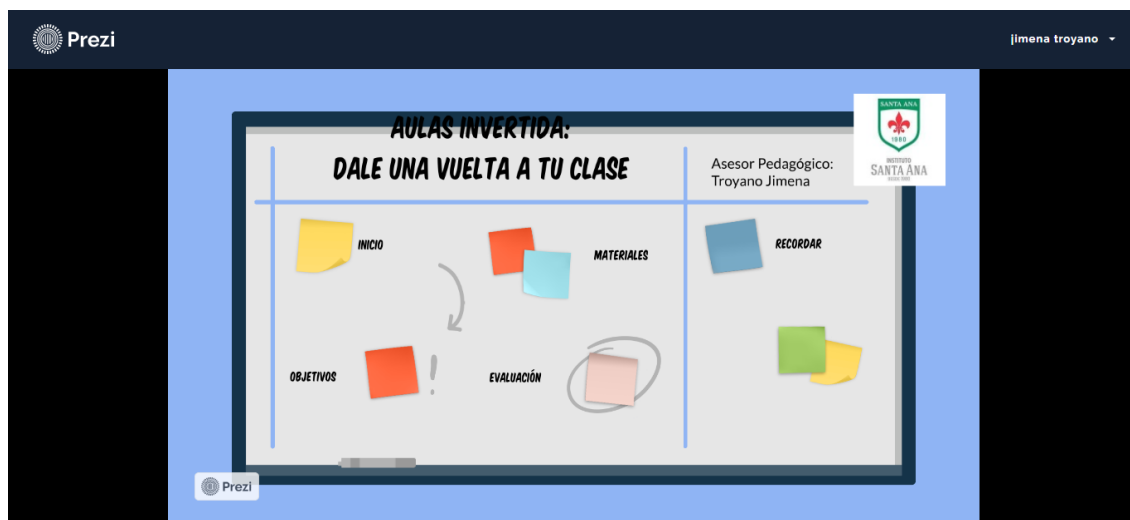 Prezi
jimena troyano
AULAS INVERTIDA:
DALE UNA VUELTA A TU CLASE
Asesor Pedagógico:
Troyano Jimena
SANTA ANA
1880
INSTITUTO
SANTA ANA
INICIO
MATERIALES
RECORDAR
OBJETIVOS
EVALUACIÓN
Prezi